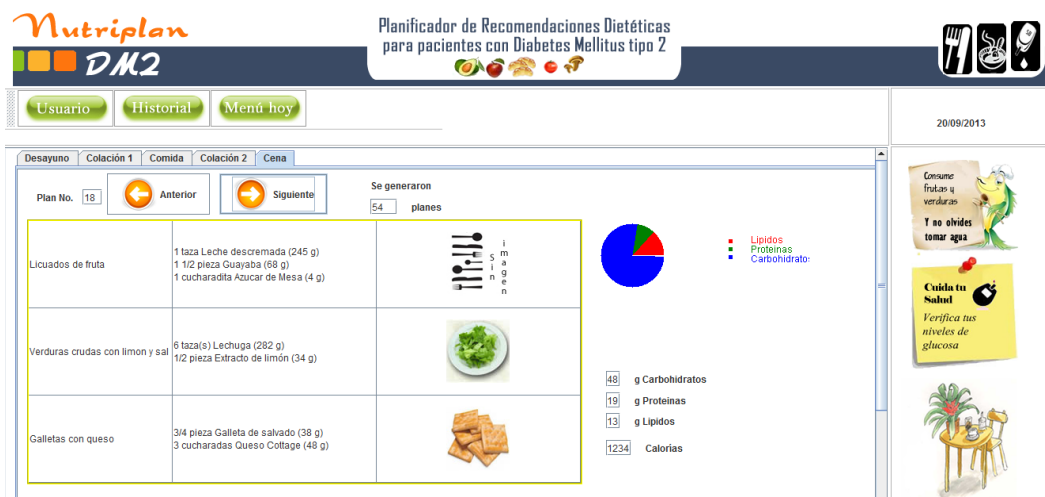 Nutriplan
DM2
Planificador de Recomendaciones Dietéticas
para pacientes con Diabetes Mellitus tipo 2
Usuario
Historial
Menú hoy
20/09/2013
Desayuno
Colación 1
Comida
Colación 2
Cena
Plan No. 18
Anterior
Siguiente
Se generaron
54 planes
Licuados de fruta
1 taza Leche descremada (245 g)
1 1/2 pieza Guayaba (68 g)
1 cucharadita Azucar de Mesa (4 g)
Sin
imagen
Verduras crudas con limon y sal
6 taza(s) Lechuga (282 g)
1/2 pieza Extracto de limón (34 g)
Galletas con queso
3/4 pieza Galleta de salvado (38 g)
3 cucharadas Queso Cottage (48 g)
Lipidos
Proteinas
Carbohidrato
48 g Carbohidratos
19 g Proteinas
13 g Lipidos
1234 Calorías
Consume
frutas y
verduras
Y no olvides
tomar agua
Cuida tu
Salud
Verifica tus
niveles de
glucosa